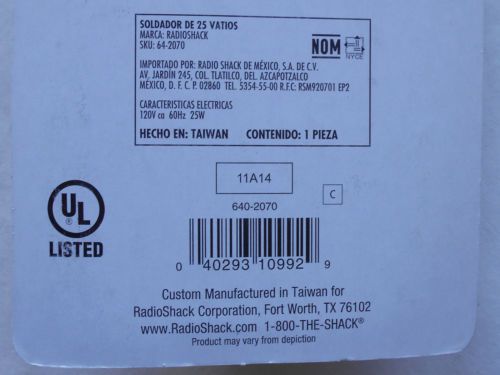 SOLDADOR DE 25 VATIOS
MARCA: RADIOSHACK
SKU: 64-2070
NOM
NYCE
IMPORTADO POR: RADIO SHACK DE MÉXICO, S.A. DE C.V.
AV, JARDÍN 245, COL. TLATILCO, DEL. AZCAPOTZALCO
MÉXICO, D. F. C. P. 02860 TEL. 5354-55-00 R.F.C: RSM920701 EP2
CARACTERISTICAS ELECTRICAS
120V ca 60Hz 25W
HECHO EN: TAIWAN CONTENIDO: 1 PIEZA
11A14
C
640-2070
UL
LISTED
0 40293 10992 9
Custom Manufactured in Taiwan for
RadioShack Corporation, Fort Worth, TX 76102
www.RadioShack.com 1-800-THE-SHACK®
Product may vary from depiction